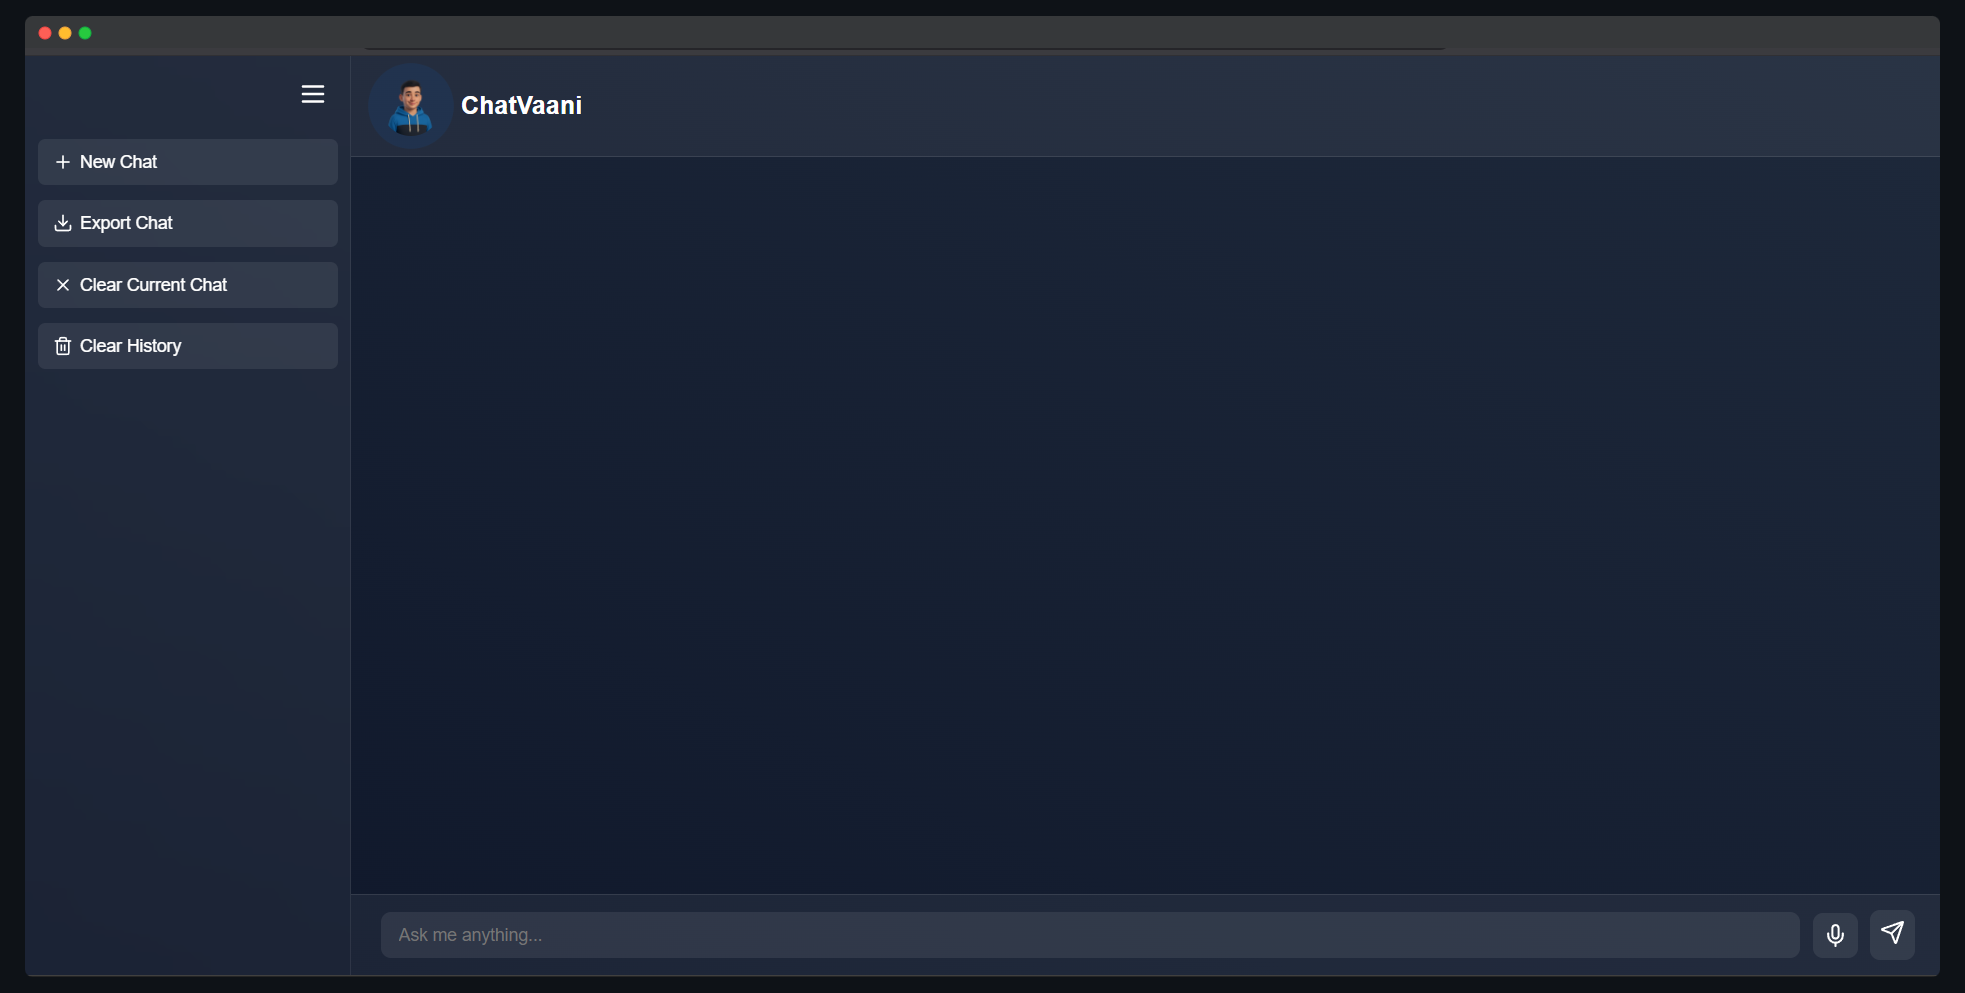 ChatVaani
New Chat
Export Chat
Clear Current Chat
Clear History
Ask me anything...